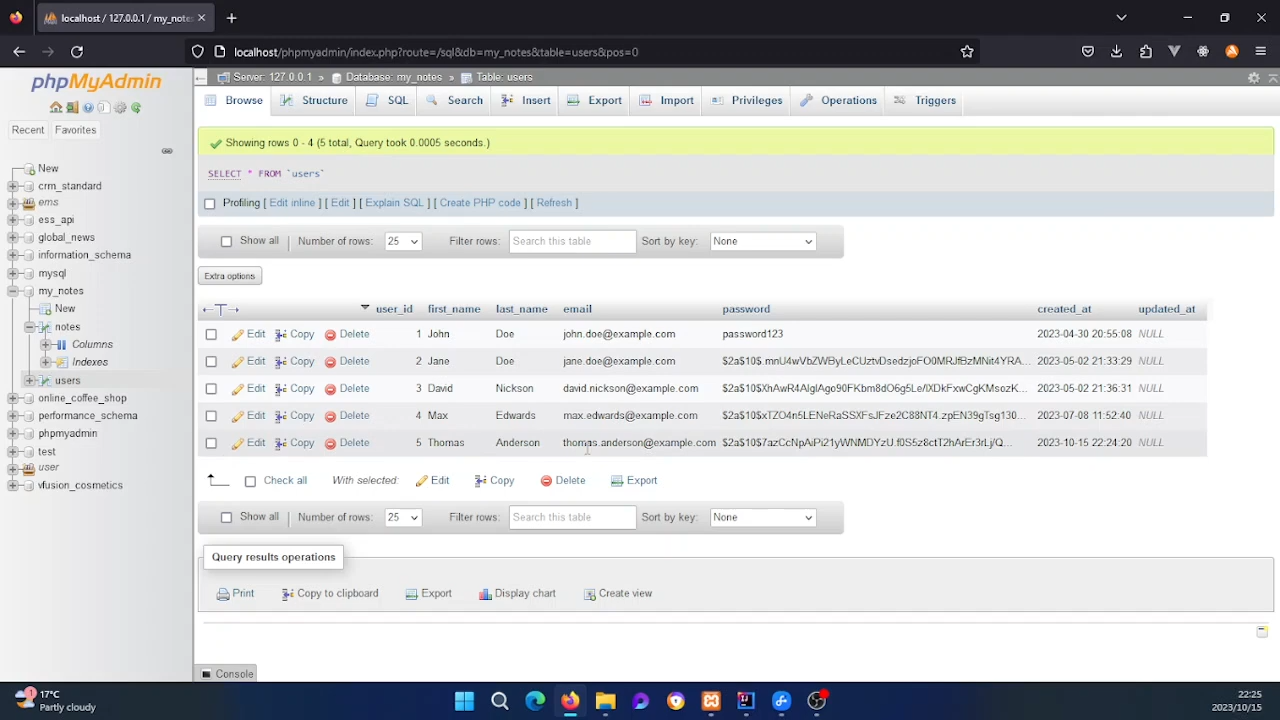 localhost / 127.0.0.1 / my_notes
localhost/phpmyadmin/index.php?route=/sql&db=my_notes&table=users&pos=0
phpMyAdmin
Recent Favorites
New
crm_standard
ems
ess_api
global_news
information_schema
mysql
my_notes
New
notes
Columns
Indexes
users
online_coffee_shop
performance_schema
phpmyadmin
test
user
vfusion_cosmetics
Server: 127.0.0.1 » Database: my_notes » Table: users
Browse Structure SQL Search Insert Export Import Privileges Operations Triggers
Showing rows 0 - 4 (5 total, Query took 0.0005 seconds.)
SELECT * FROM `users`
Profiling [ Edit inline ] [ Edit ] [ Explain SQL ] [ Create PHP code ] [ Refresh ]
Show all Number of rows: 25 Filter rows: Search this table Sort by key: None
Extra options
user_id first_name last_name email password created_at updated_at
Edit Copy Delete 1 John Doe john.doe@example.com password123 2023-04-30 20:55:08 NULL
Edit Copy Delete 2 Jane Doe jane.doe@example.com 2023-05-02 21:33:29 NULL
Edit Copy Delete 3 David Nickson david.nickson@example.com 2023-05-02 21:36:31 NULL
Edit Copy Delete 4 Max Edwards max.edwards@example.com 2023-07-08 11:52:40 NULL
Edit Copy Delete 5 Thomas Anderson thomas.anderson@example.com 2023-10-15 22:24:20 NULL
Check all With selected: Edit Copy Delete Export
Show all Number of rows: 25 Filter rows: Search this table Sort by key: None
Query results operations
Print Copy to clipboard Export Display chart Create view
Console
1
17°C
Partly cloudy
22:25
2023/10/15